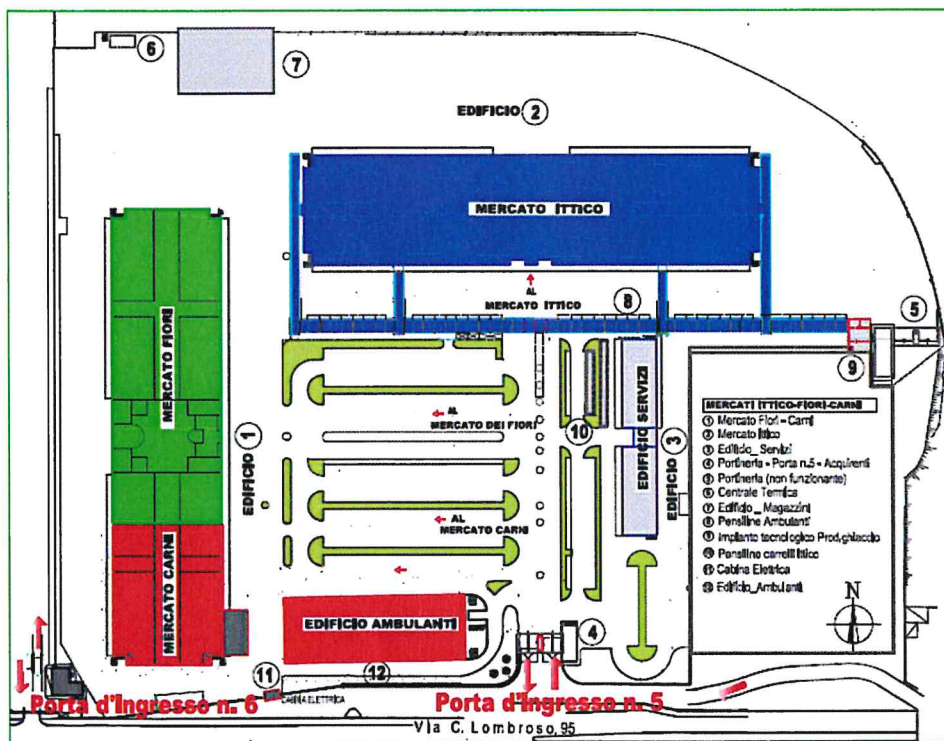 6
7
EDIFICIO 2
MERCATO ITTICO
AL
MERCATO ITTICO
8
5
9
MERCATO FIORI
EDIFICIO 1
AL
MERCATO DEI FIORI
10
EDIFICIO SERVIZI
EDIFICIO 3
AL
MERCATO CARNI
MERCATO CARNI
EDIFICIO AMBULANTI
4
11
CABINA ELETTRICA
12
MERCATI ITTICO-FIORI-CARNI
1 Mercato Fiori - Carni
2 Mercato Ittico
3 Edificio_Servizi
4 Portineria - Porta n.5 - Acquirenti
5 Portineria (non funzionante)
6 Centrale Termica
7 Edificio_Magazzini
8 Pensiline Ambulanti
9 Impianto tecnologico Prod.ghiaccio
10 Pensiline carrelli ittico
11 Cabina Elettrica
12 Edificio_Ambulanti
N
Porta d'Ingresso n. 6
Porta d'Ingresso n. 5
Via C. Lombroso, 95